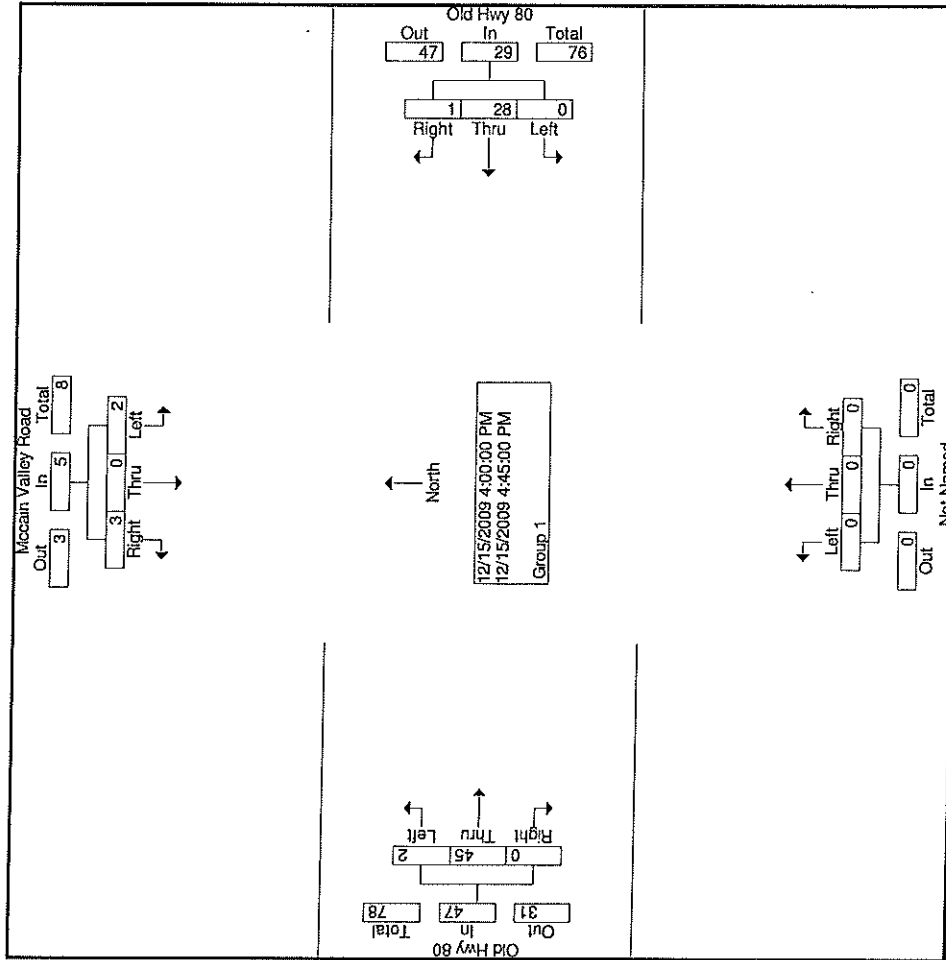 Old Hwy 80
Out In Total
47 29 76
1 28 0
Right Thru Left
Mccain Valley Road
Out In Total
3 5 8
3 0 2
Right Thru Left
North
12/15/2009 4:00:00 PM
12/15/2009 4:45:00 PM
Group 1
Left Thru Right
0 0 0
Out In Total
0 0 0
Not Named
Left Thru Right
2 45 0
Total In Out
78 47 31
Old Hwy 80